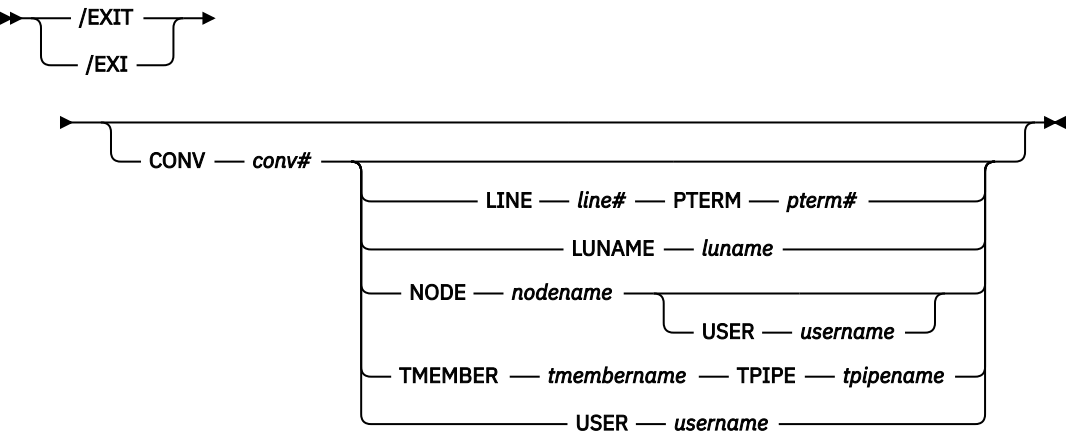 /EXIT
/EXI
CONV conv#
LINE line# PTERM pterm#
LUNAME luname
NODE nodename
USER username
TMEMBER tmembername TPIPE tpipename
USER username